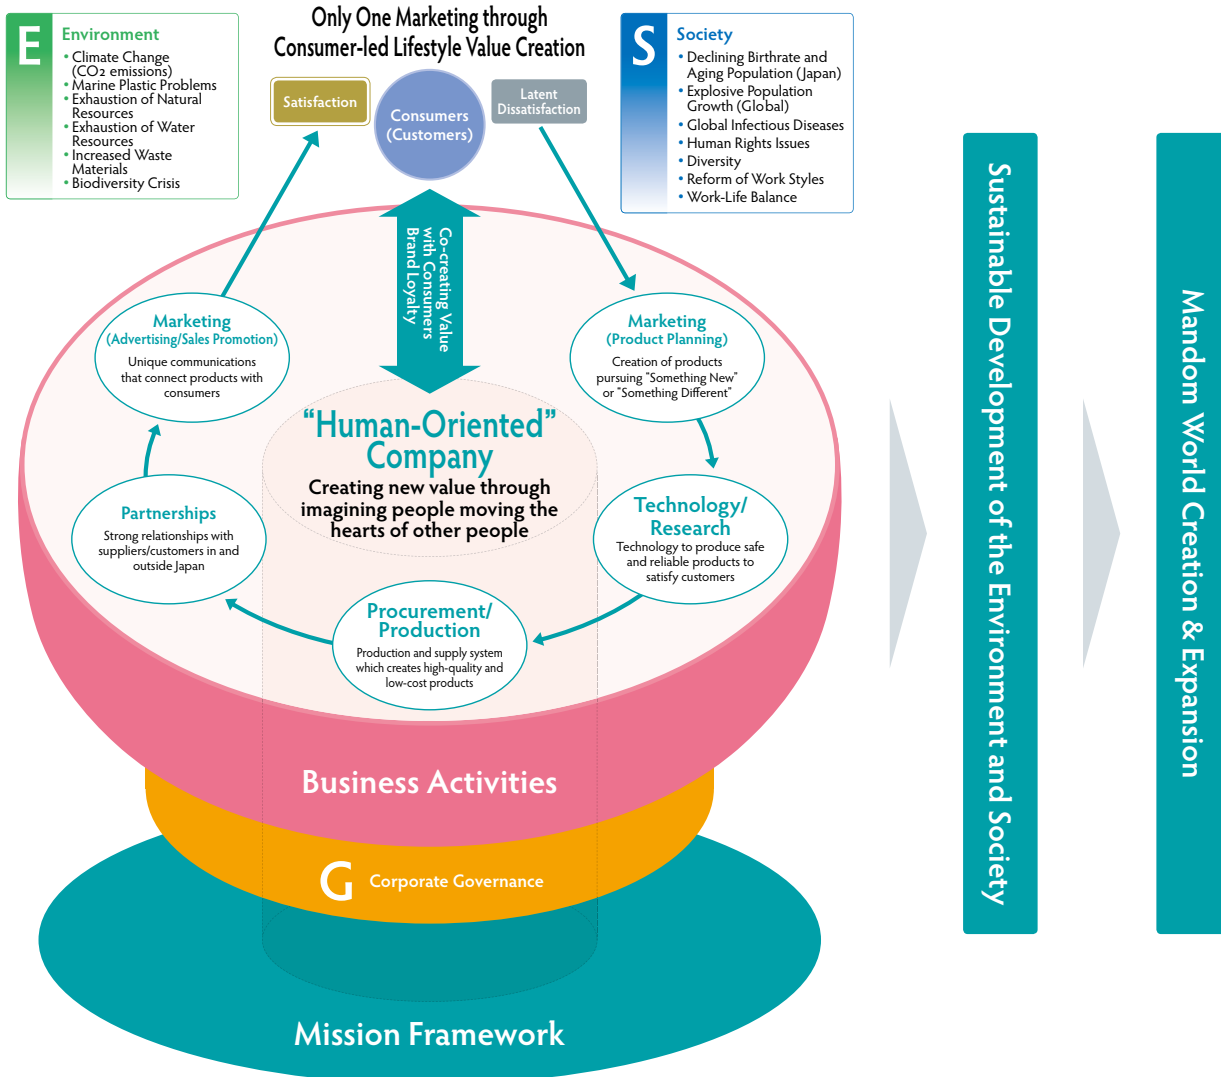 Only One Marketing through
Consumer-led Lifestyle Value Creation
E
Environment
• Climate Change
(CO2 emissions)
• Marine Plastic Problems
• Exhaustion of Natural
Resources
• Exhaustion of Water
Resources
• Increased Waste
Materials
• Biodiversity Crisis
Satisfaction
Consumers
(Customers)
Latent
Dissatisfaction
S
Society
• Declining Birthrate and
Aging Population (Japan)
• Explosive Population
Growth (Global)
• Global Infectious Diseases
• Human Rights Issues
• Diversity
• Reform of Work Styles
• Work-Life Balance
Co-creating Value
with Consumers
Brand Loyalty
Marketing
(Advertising/Sales Promotion)
Unique communications
that connect products with
consumers
Marketing
(Product Planning)
Creation of products
pursuing "Something New"
or "Something Different"
“Human-Oriented”
Company
Creating new value through
imagining people moving the
hearts of other people
Partnerships
Strong relationships with
suppliers/customers in and
outside Japan
Technology/
Research
Technology to produce safe
and reliable products to
satisfy customers
Procurement/
Production
Production and supply system
which creates high-quality and
low-cost products
Business Activities
G Corporate Governance
Mission Framework
Sustainable Development of the Environment and Society
Mandom World Creation & Expansion